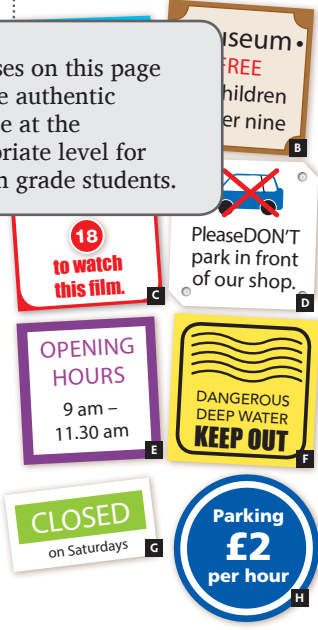 ses on this page
e authentic
e at the
riate level for
n grade students.
seum •
FREE
hildren
er nine
B
18
to watch
this film.
C
PleaseDON'T
park in front
of our shop.
D
OPENING
HOURS
9 am –
11.30 am
E
DANGEROUS
DEEP WATER
KEEP OUT
F
CLOSED
on Saturdays
G
Parking
£2
per hour
H